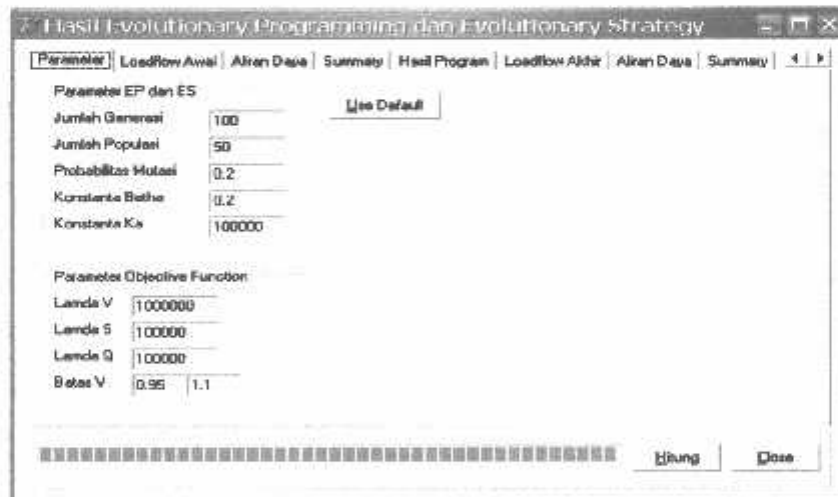 Hasil Evolutionary Programming dan Evolutionary Strategy
Parameter Loadflow Awal Aliran Daya Summary Hasil Program Loadflow Akhir Aliran Daya Summary
Parameter EP dan ES
Use Default
Jumlah Generasi 100
Jumlah Populasi 50
Probabilitas Mutasi 0.2
Konstanta Betha 0.2
Konstanta Ka 100000
Parameter Objective Function
Lamda V 1000000
Lamda S 100000
Lamda Q 100000
Batas V 0.95 1.1
Hitung Close